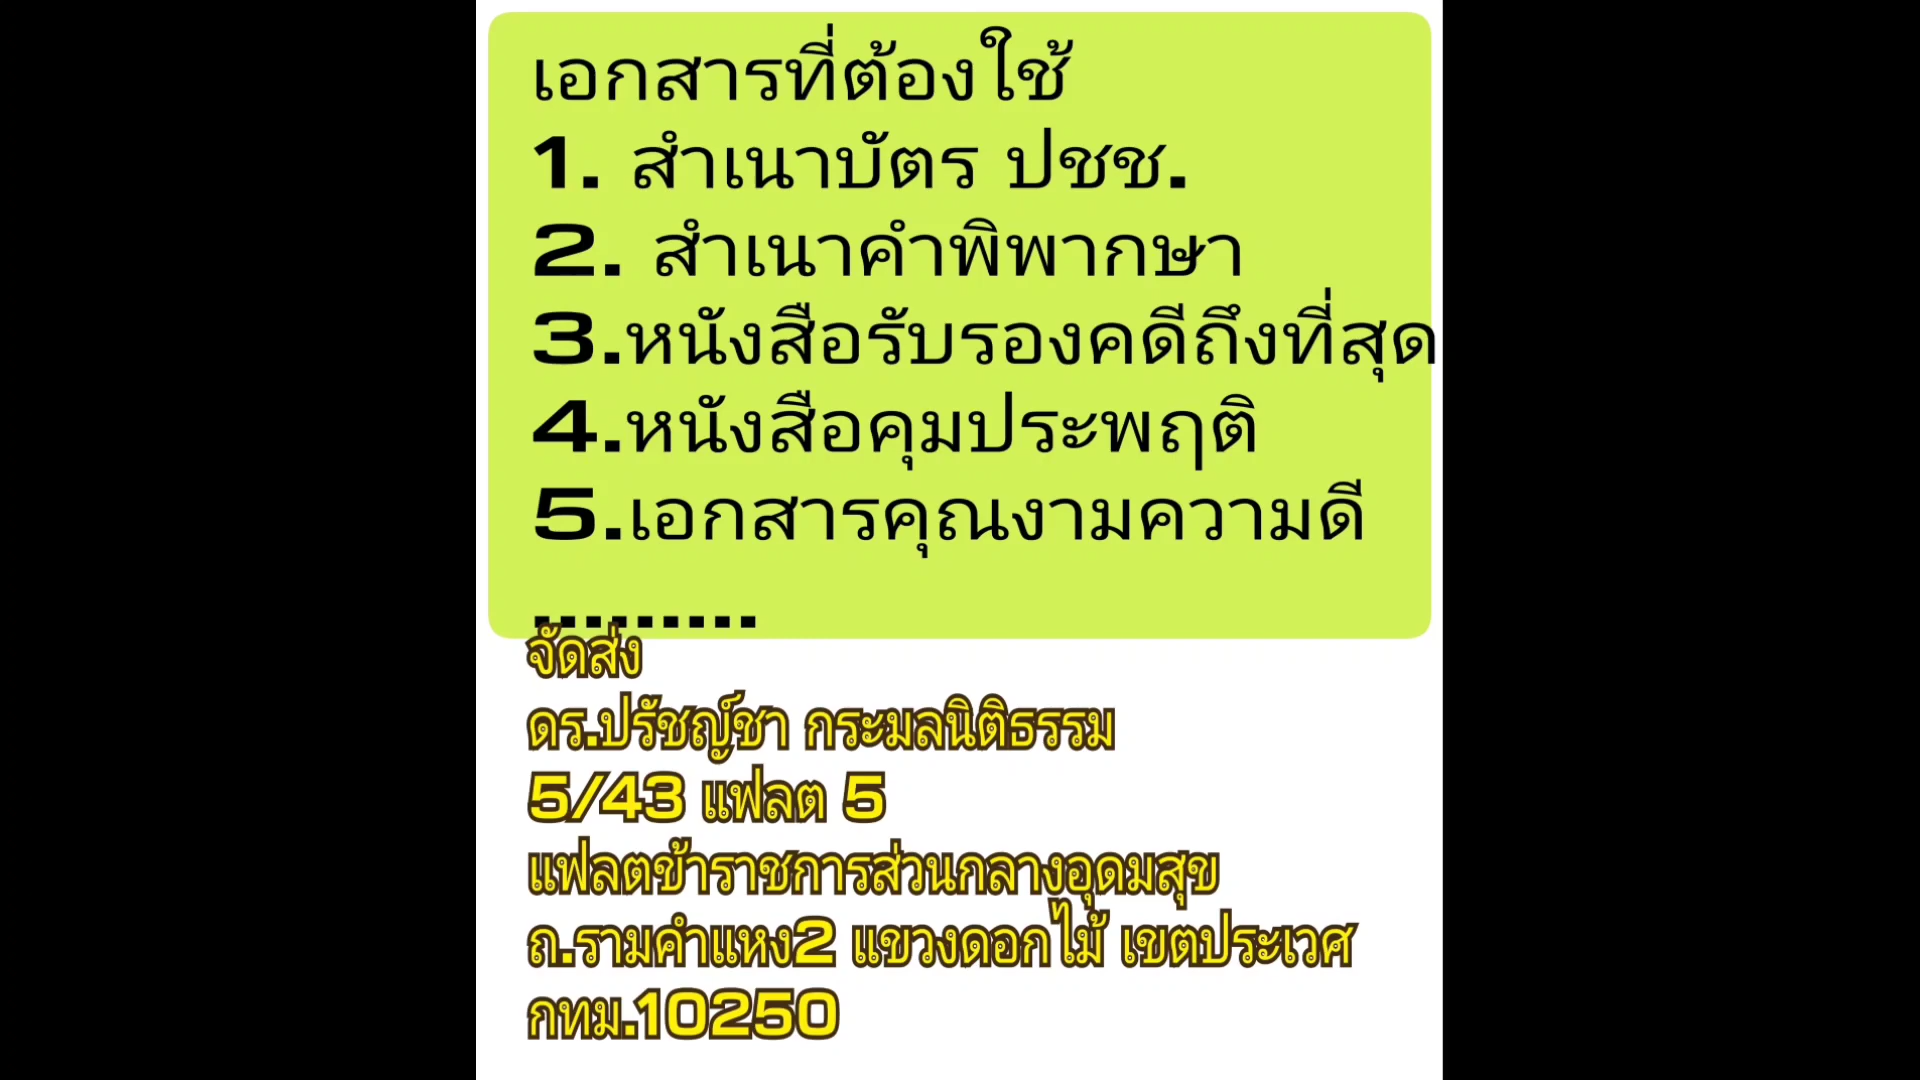 เอกสารที่ต้องใช้
1. สำเนาบัตร ปชช.
2. สำเนาคำพิพากษา
3.หนังสือรับรองคดีถึงที่สุด
4.หนังสือคุมประพฤติ
5.เอกสารคุณงามความดี
.........
จัดส่ง
ดร.ปรัชญ์ชา กระมลนิติธรรม
5/43 แฟลต 5
แฟลตข้าราชการส่วนกลางอุดมสุข
ถ.รามคำแหง2 แขวงดอกไม้ เขตประเวศ
กทม.10250